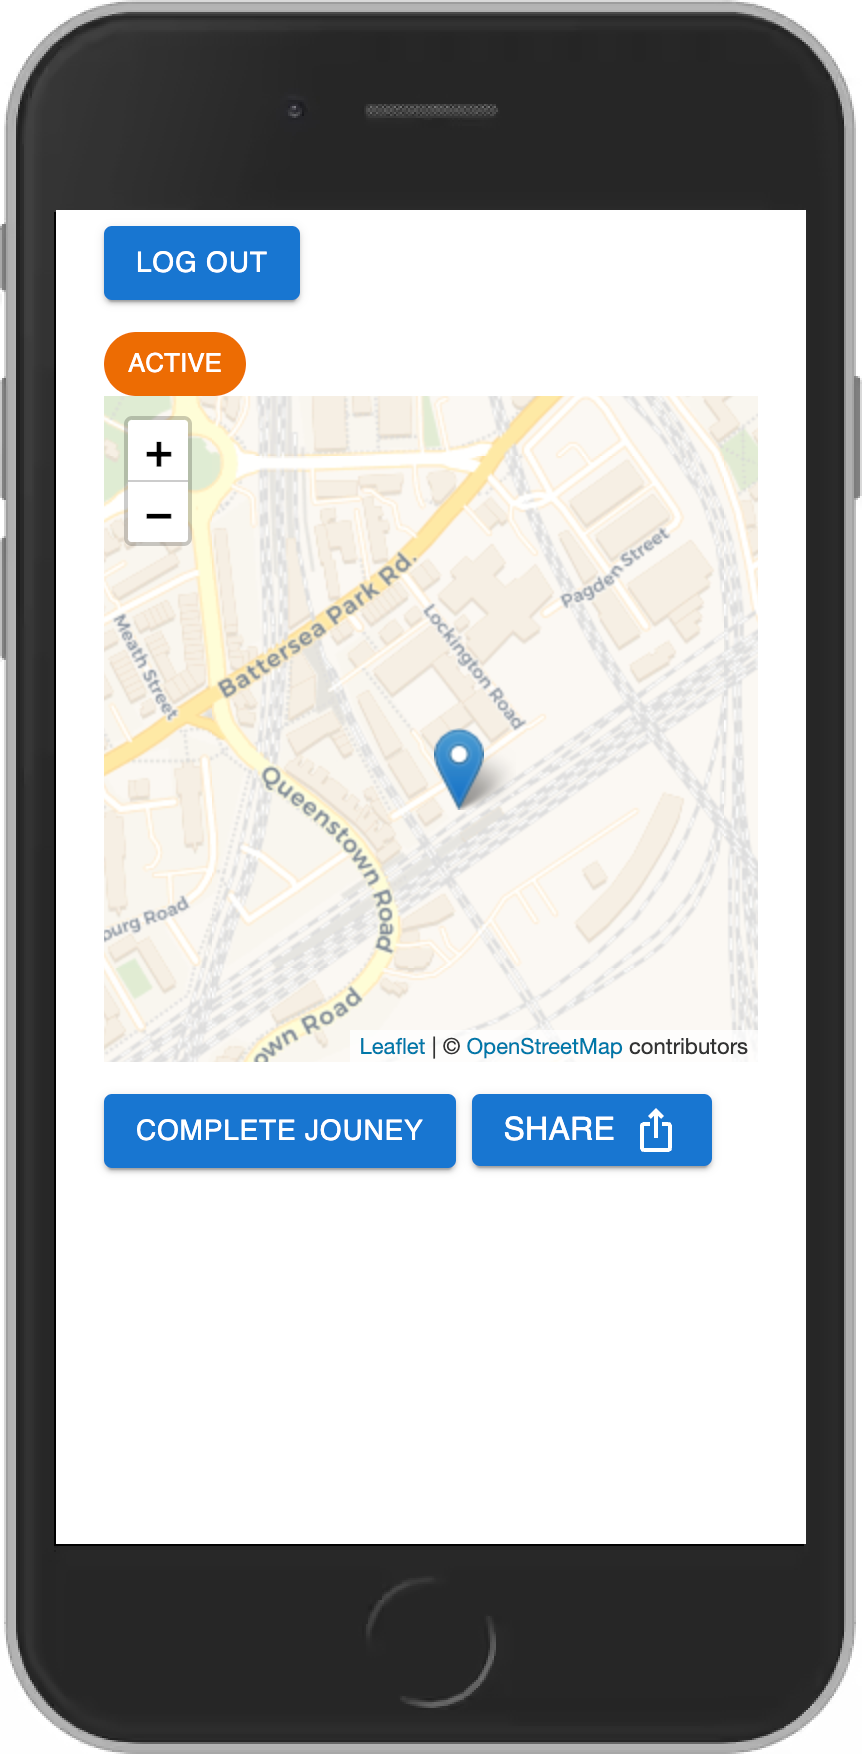 LOG OUT
ACTIVE
+
−
Battersea Park Rd.
Pagden Street
Lockington Road
Meath Street
Queenstown Road
ourg Road
own Road
Leaflet | © OpenStreetMap contributors
COMPLETE JOUNEY
SHARE